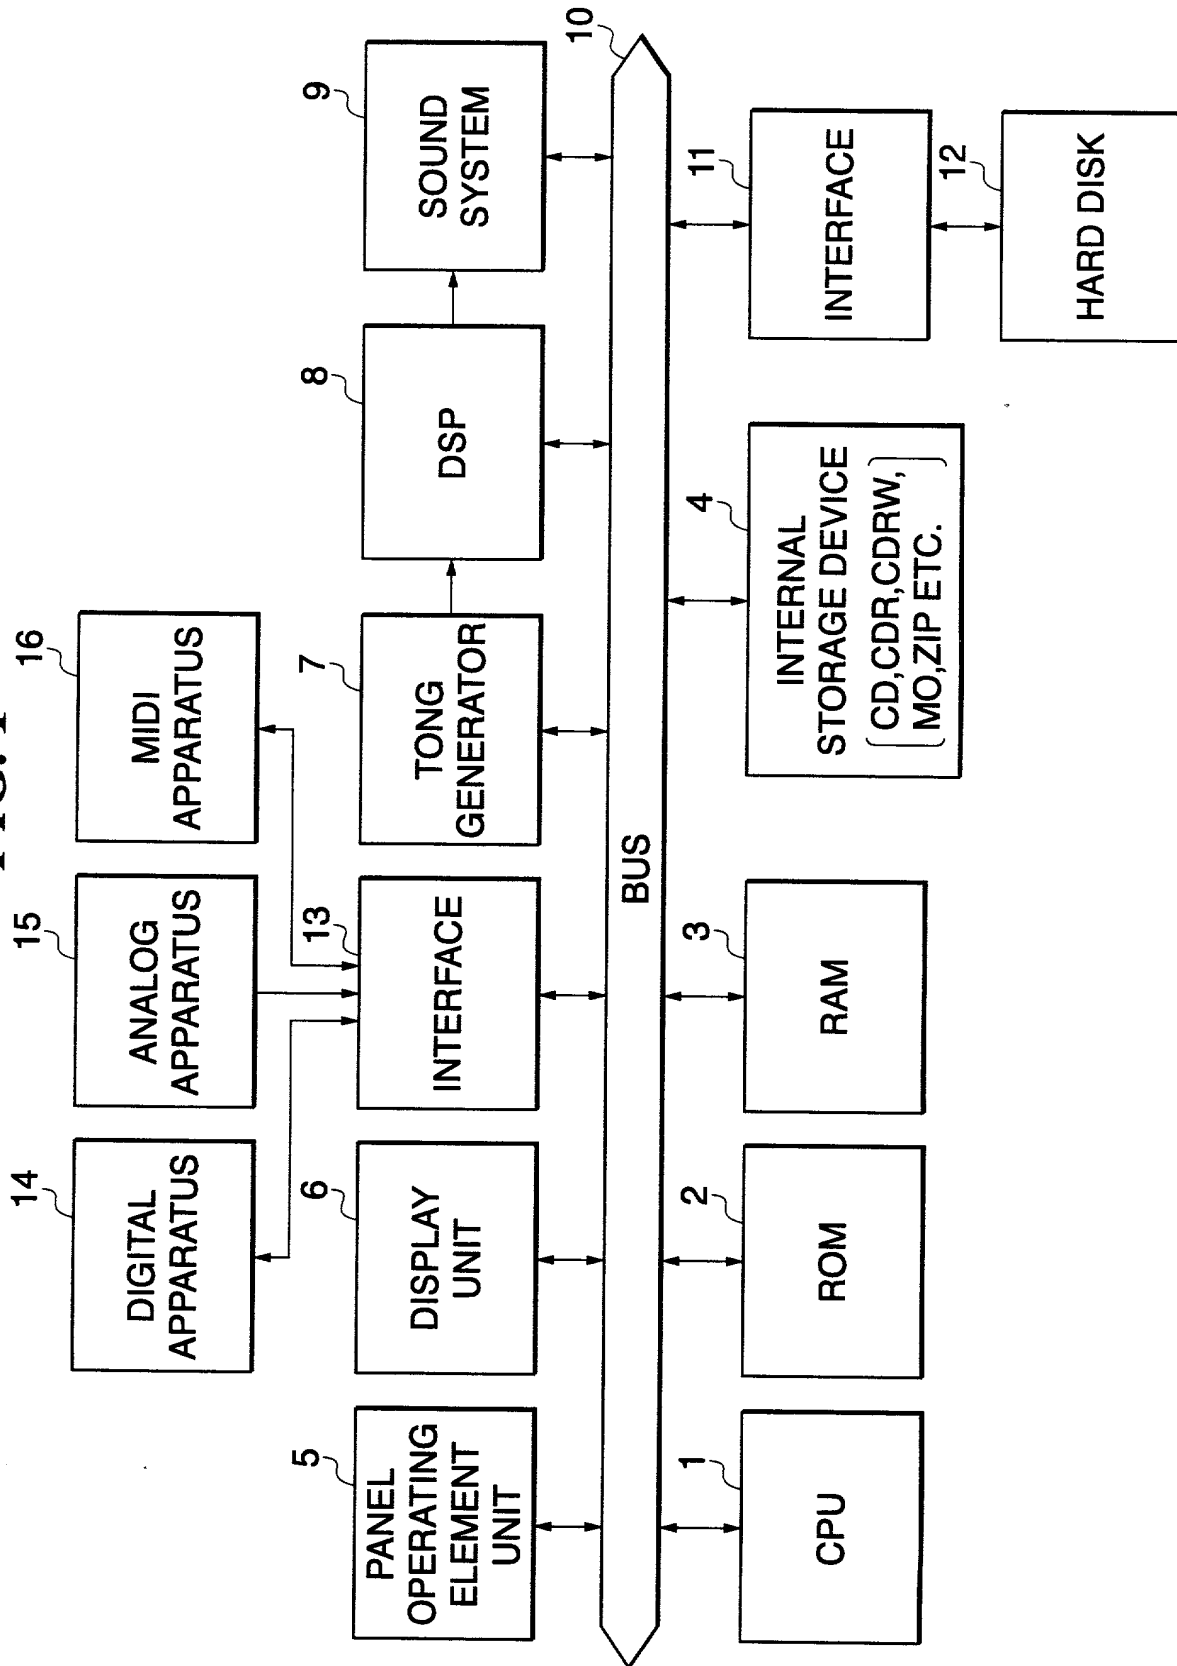 FIG. 1
14
DIGITAL
APPARATUS
15
ANALOG
APPARATUS
16
MIDI
APPARATUS
5
PANEL
OPERATING
ELEMENT
UNIT
6
DISPLAY
UNIT
13
INTERFACE
7
TONG
GENERATOR
8
DSP
9
SOUND
SYSTEM
10
BUS
1
CPU
2
ROM
3
RAM
4
INTERNAL
STORAGE DEVICE
(CD,CDR,CDRW,
MO,ZIP ETC.)
11
INTERFACE
12
HARD DISK